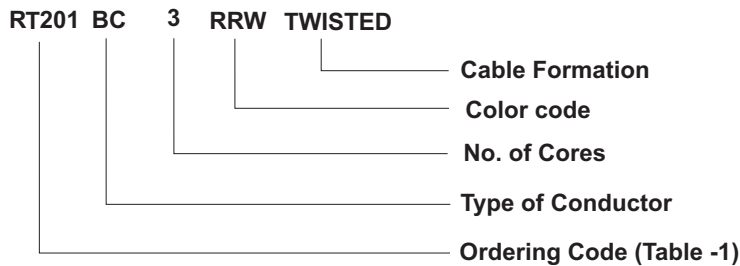 RT201 BC 3 RRW TWISTED
Cable Formation
Color code
No. of Cores
Type of Conductor
Ordering Code (Table -1)